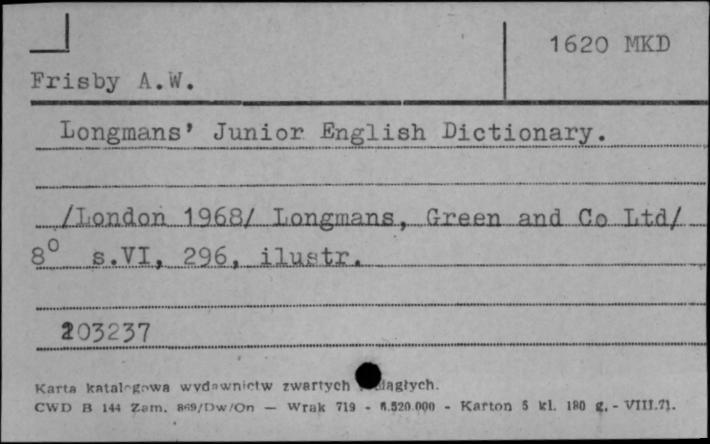 1620 MKD
Frisby A.W.
Longmans' Junior English Dictionary.
/London 1968/ Longmans, Green and Co Ltd/
8° s.VI, 296, ilustr.
203237
Karta katalogowa wydawnictw zwartych ciągłych.
CWD B 144 Zam. 869/Dw/On — Wrak 719 - 6.520.000 - Karton 5 kl. 180 g. - VIII.71.